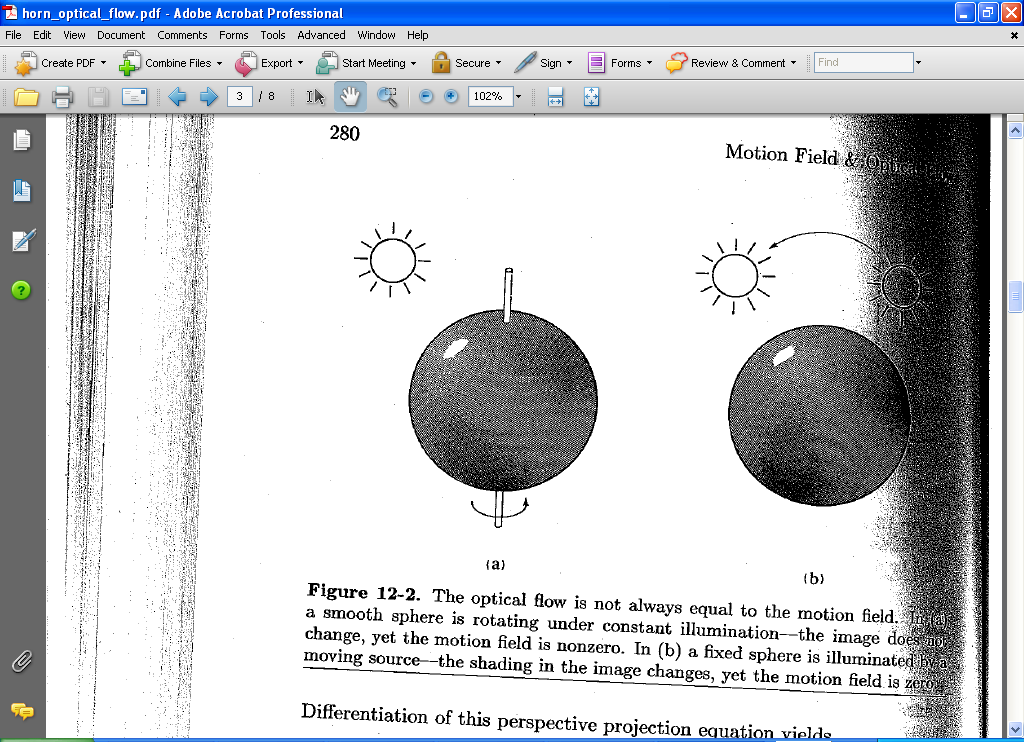 horn_optical_flow.pdf - Adobe Acrobat Professional
File Edit View Document Comments Forms Tools Advanced Window Help
Create PDF Combine Files Export Start Meeting Secure Sign Forms Review & Comment Find
3 / 8 102%
280
Motion Field & Optical
(a)
(b)
Figure 12-2. The optical flow is not always equal to the motion field. In (a)
a smooth sphere is rotating under constant illumination—the image does not
change, yet the motion field is nonzero. In (b) a fixed sphere is illuminated by a
moving source—the shading in the image changes, yet the motion field is zero.
Differentiation of this perspective projection equation yields